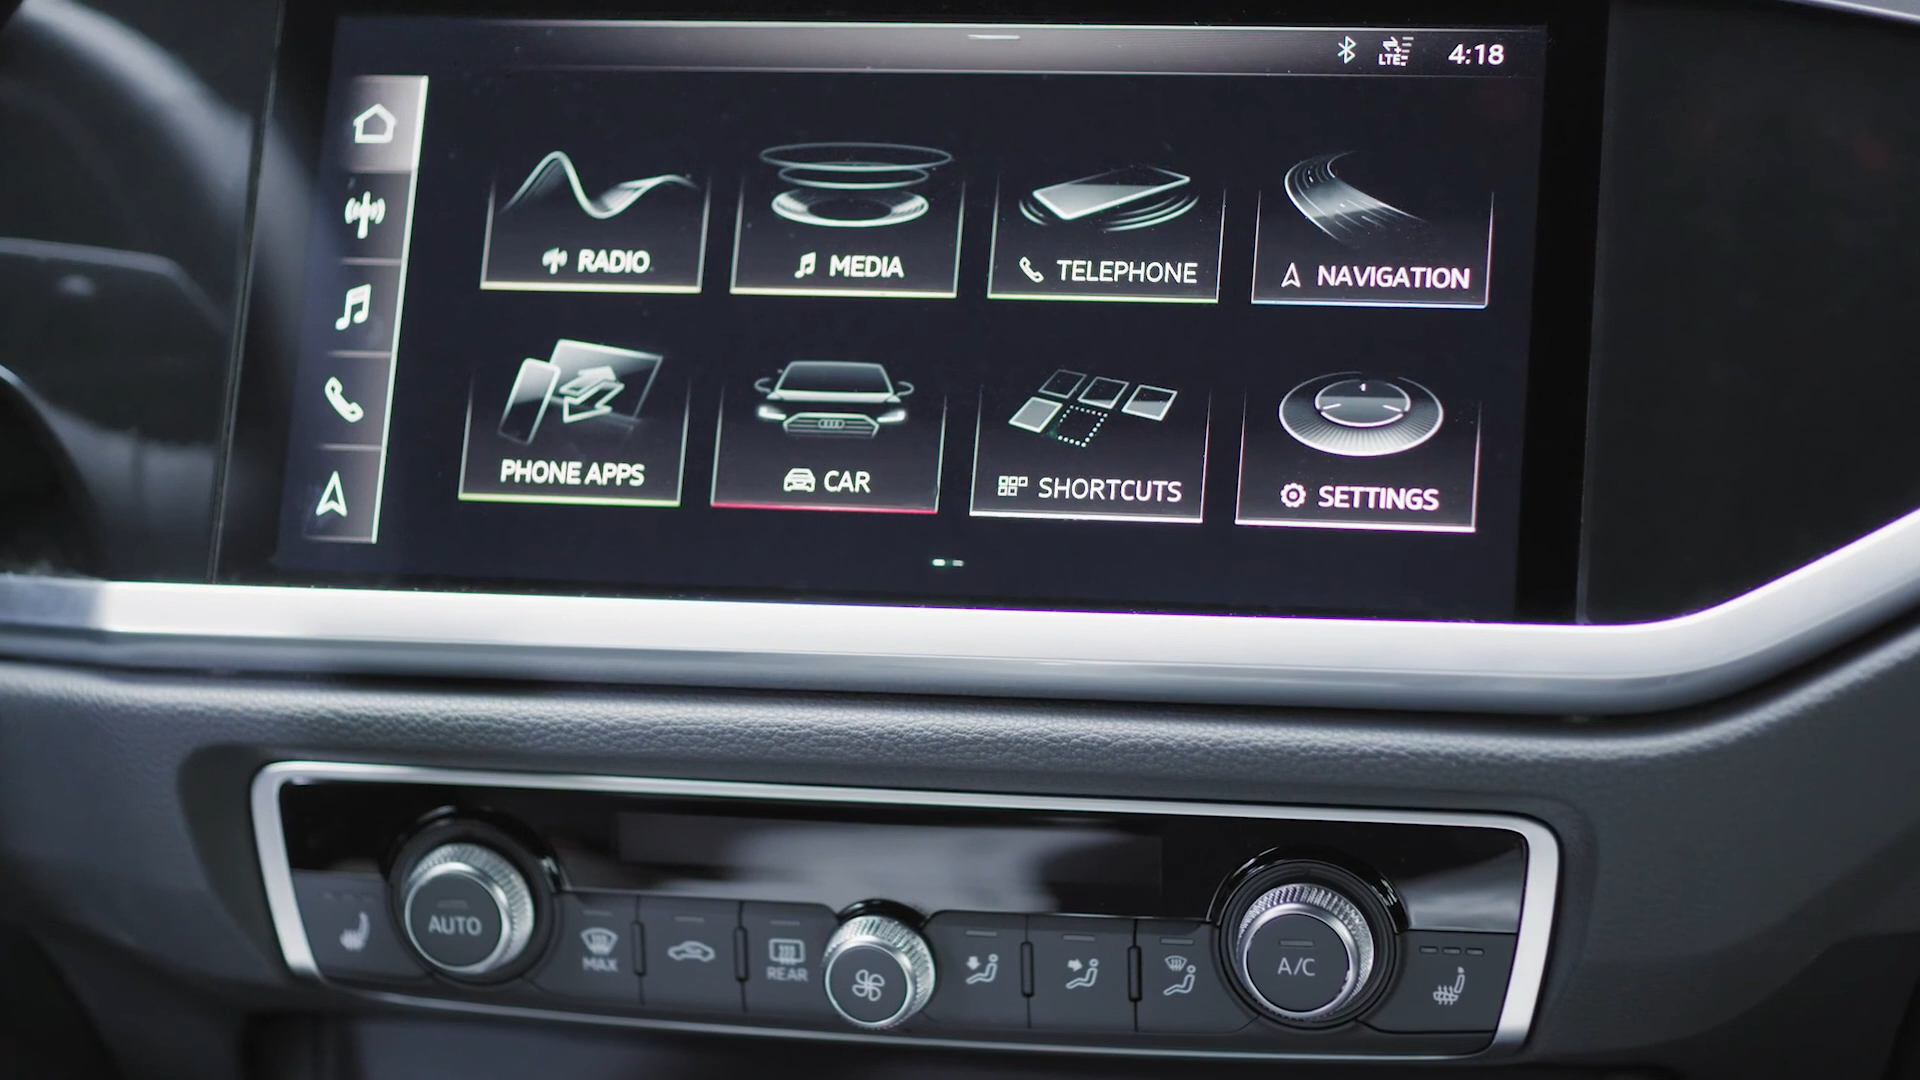 LTE 4:18
RADIO MEDIA TELEPHONE NAVIGATION
PHONE APPS CAR SHORTCUTS SETTINGS
AUTO MAX REAR A/C